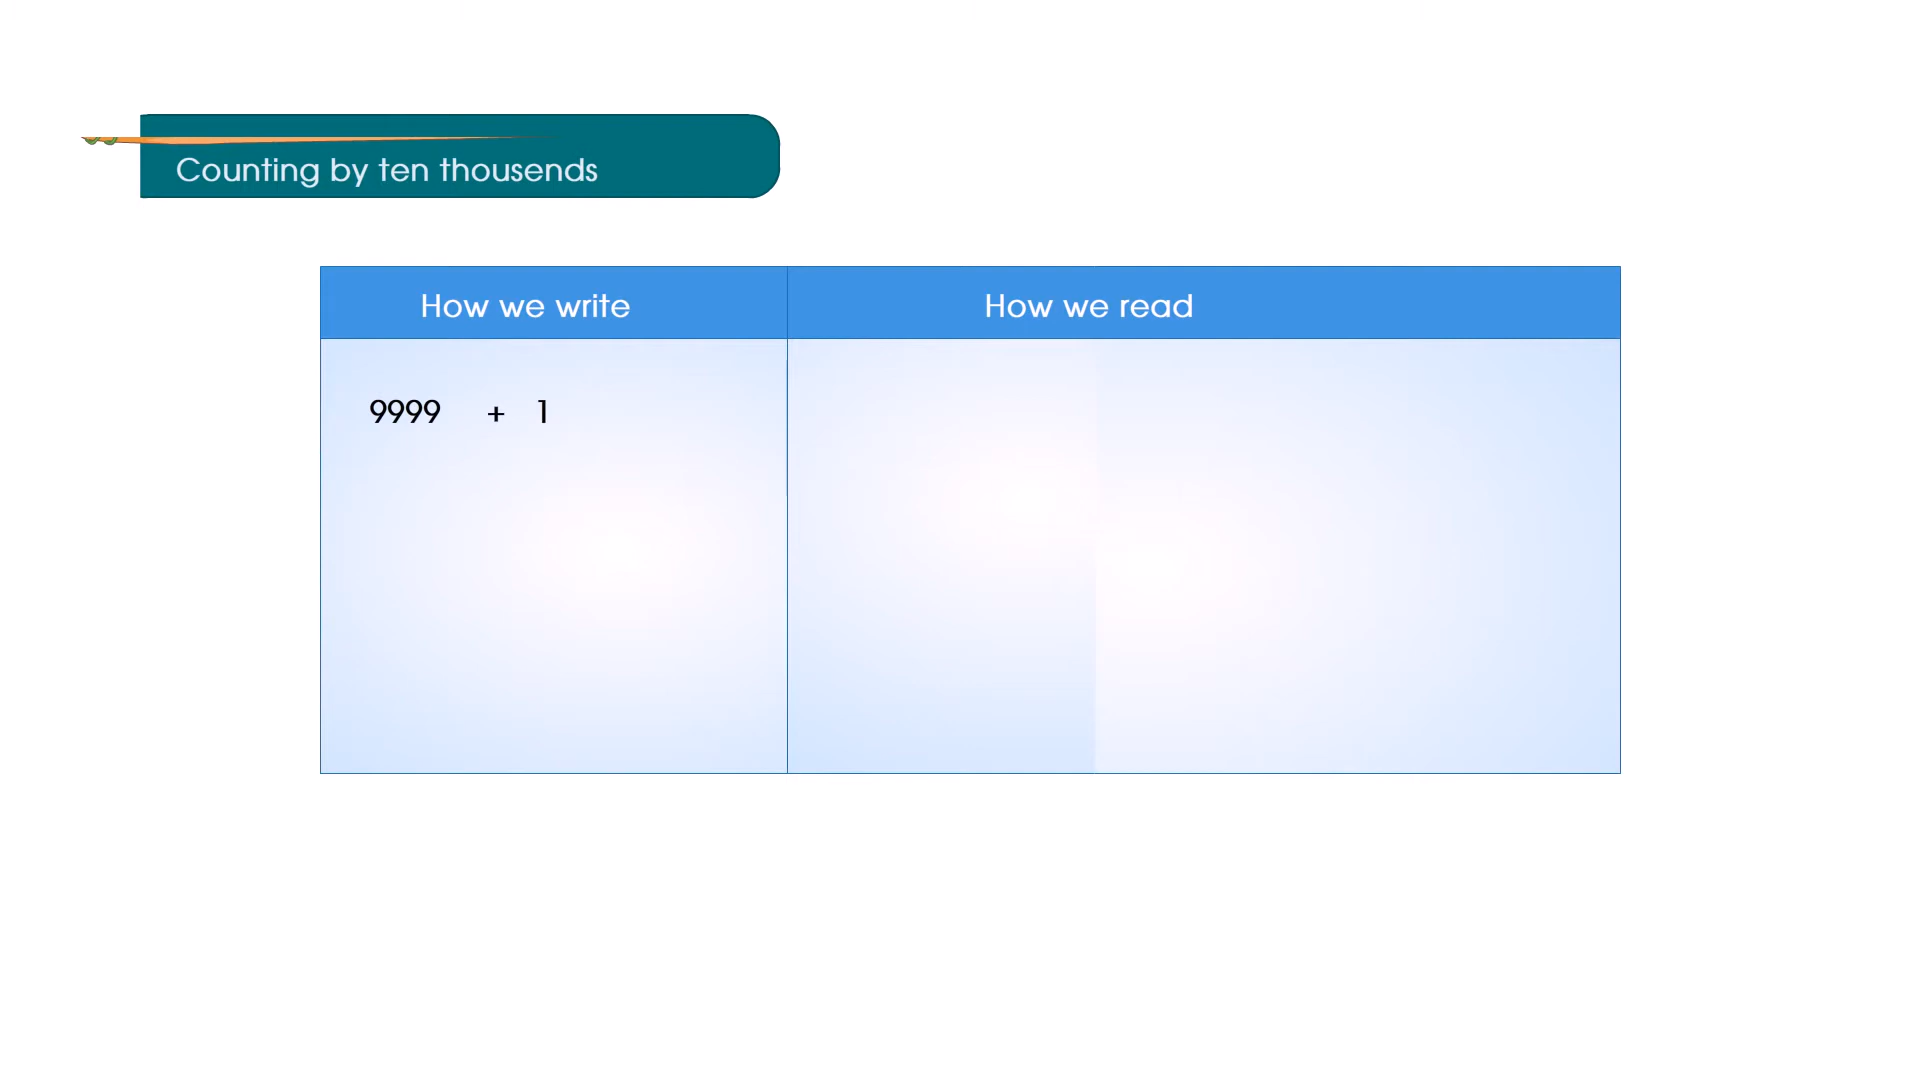 Counting by ten thousends
How we write
How we read
9999 + 1